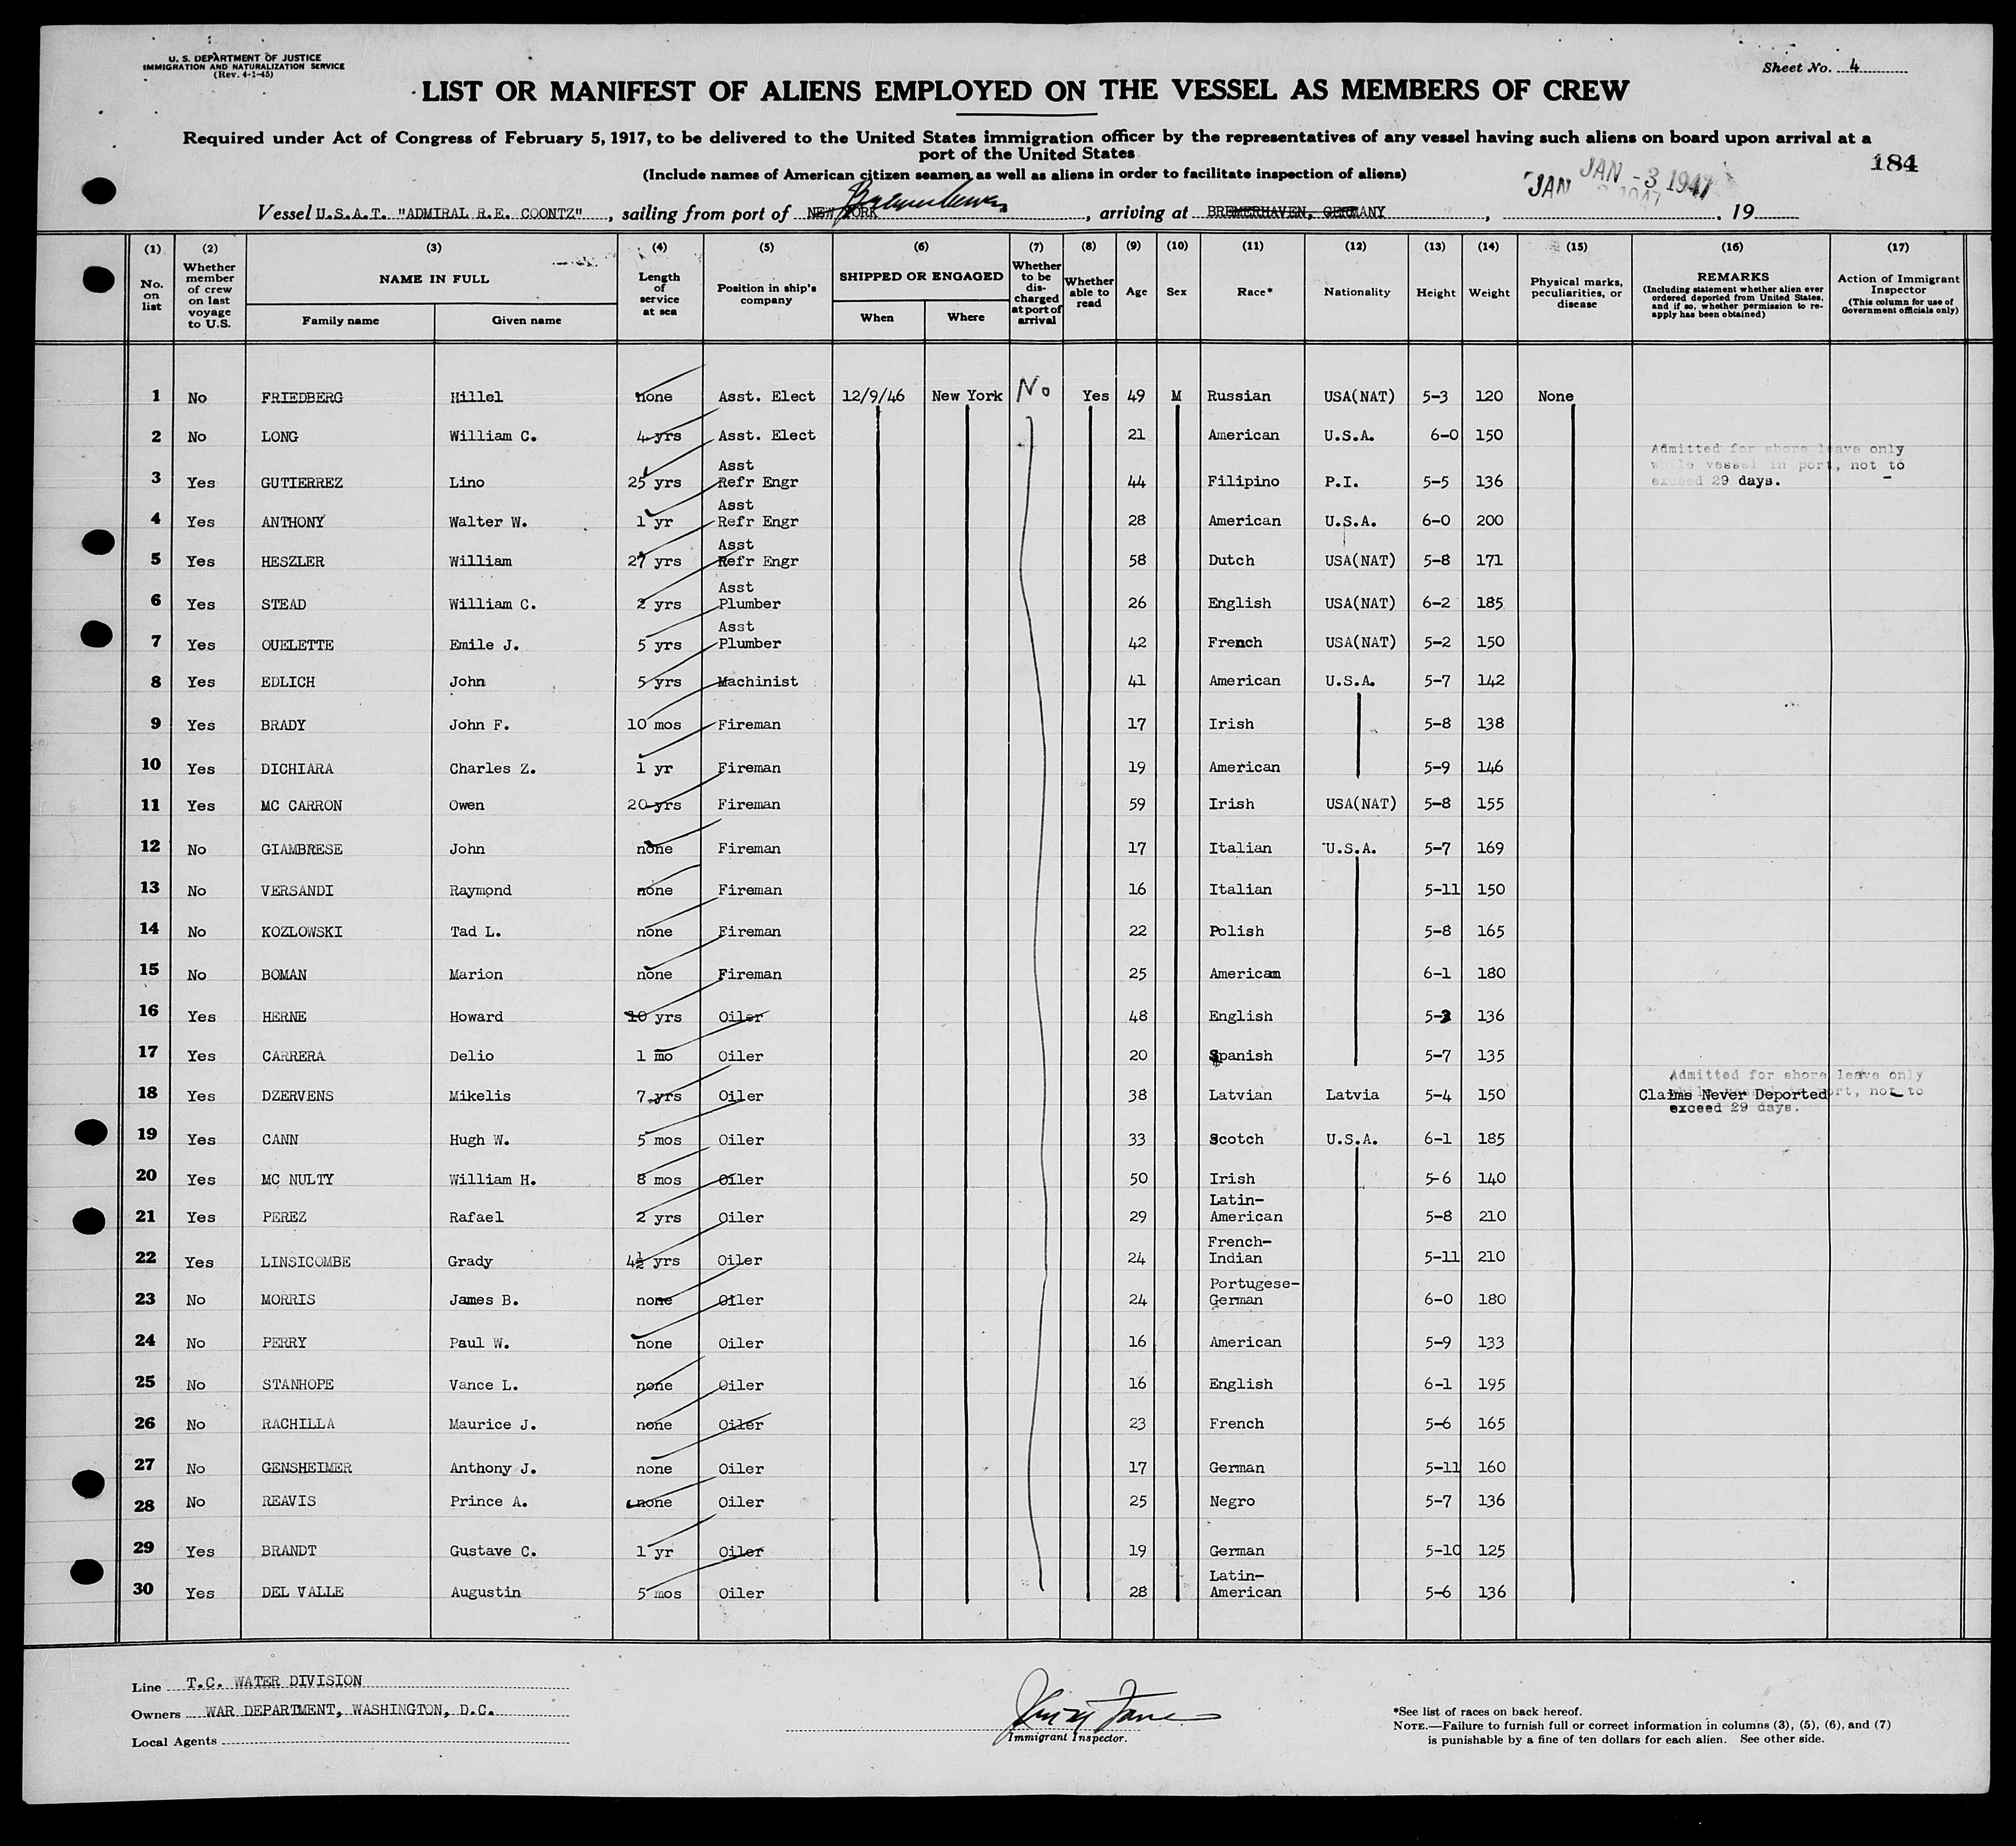 U. S. DEPARTMENT OF JUSTICE
IMMIGRATION AND NATURALIZATION SERVICE
(Rev. 4-1-45)
Sheet No. 4
LIST OR MANIFEST OF ALIENS EMPLOYED ON THE VESSEL AS MEMBERS OF CREW
Required under Act of Congress of February 5, 1917, to be delivered to the United States immigration officer by the representatives of any vessel having such aliens on board upon arrival at a
port of the United States
(Include names of American citizen seamen as well as aliens in order to facilitate inspection of aliens)
JAN -3 1947
184
Vessel U.S.A.T. "ADMIRAL R.E. COONTZ", sailing from port of NEW YORK Bremerhaven, arriving at BREMERHAVEN, GERMANY, JAN 3 1947, 19
(1) (2) (3) (4) (5) (6) (7) (8) (9) (10) (11) (12) (13) (14) (15) (16) (17)
No. on list
Whether member of crew on last voyage to U.S.
NAME IN FULL
Family name
Given name
Length of service at sea
Position in ship's company
SHIPPED OR ENGAGED
When
Where
Whether to be discharged at port of arrival
Whether able to read
Age
Sex
Race*
Nationality
Height
Weight
Physical marks, peculiarities, or disease
REMARKS
(Including statement whether alien ever ordered deported from United States, and if so, whether permission to re-apply has been obtained)
Action of Immigrant Inspector
(This column for use of Government officials only)
1 No FRIEDBERG Hillel none Asst. Elect 12/9/46 New York No Yes 49 M Russian USA(NAT) 5-3 120 None
2 No LONG William C. 4 yrs Asst. Elect 21 American U.S.A. 6-0 150
3 Yes GUTIERREZ Lino 25 yrs Asst Refr Engr 44 Filipino P.I. 5-5 136 Admitted for shore leave only while vessel in port, not to exceed 29 days.
4 Yes ANTHONY Walter W. 1 yr Asst Refr Engr 28 American U.S.A. 6-0 200
5 Yes HESZLER William 27 yrs Asst Refr Engr 58 Dutch USA(NAT) 5-8 171
6 Yes STEAD William C. 2 yrs Asst Plumber 26 English USA(NAT) 6-2 185
7 Yes OUELETTE Emile J. 5 yrs Asst Plumber 42 French USA(NAT) 5-2 150
8 Yes EDLICH John 5 yrs Machinist 41 American U.S.A. 5-7 142
9 Yes BRADY John F. 10 mos Fireman 17 Irish 5-8 138
10 Yes DICHIARA Charles Z. 1 yr Fireman 19 American 5-9 146
11 Yes MC CARRON Owen 20 yrs Fireman 59 Irish USA(NAT) 5-8 155
12 No GIAMBRESE John none Fireman 17 Italian U.S.A. 5-7 169
13 No VERSANDI Raymond none Fireman 16 Italian 5-11 150
14 No KOZLOWSKI Tad L. none Fireman 22 Polish 5-8 165
15 No BOMAN Marion none Fireman 25 American 6-1 180
16 Yes HERNE Howard 10 yrs Oiler 48 English 5-3 136
17 Yes CARRERA Delio 1 mo Oiler 20 Spanish 5-7 135
18 Yes DZERVENS Mikelis 7 yrs Oiler 38 Latvian Latvia 5-4 150 Claims Never Deported Admitted for shore leave only while vessel in port, not to exceed 29 days.
19 Yes CANN Hugh W. 5 mos Oiler 33 Scotch U.S.A. 6-1 185
20 Yes MC NULTY William H. 8 mos Oiler 50 Irish 5-6 140
21 Yes PEREZ Rafael 2 yrs Oiler 29 Latin-American 5-8 210
22 Yes LINSICOMBE Grady 4½ yrs Oiler 24 French-Indian 5-11 210
23 No MORRIS James B. none Oiler 24 Portugese-German 6-0 180
24 No PERRY Paul W. none Oiler 16 American 5-9 133
25 No STANHOPE Vance L. none Oiler 16 English 6-1 195
26 No RACHILLA Maurice J. none Oiler 23 French 5-6 165
27 No GENSHEIMER Anthony J. none Oiler 17 German 5-11 160
28 No REAVIS Prince A. none Oiler 25 Negro 5-7 136
29 Yes BRANDT Gustave C. 1 yr Oiler 19 German 5-10 125
30 Yes DEL VALLE Augustin 5 mos Oiler 28 Latin-American 5-6 136
Line T.C. WATER DIVISION
Owners WAR DEPARTMENT, WASHINGTON, D.C.
Local Agents
Immigrant Inspector.
*See list of races on back hereof.
NOTE.—Failure to furnish full or correct information in columns (3), (5), (6), and (7)
is punishable by a fine of ten dollars for each alien. See other side.